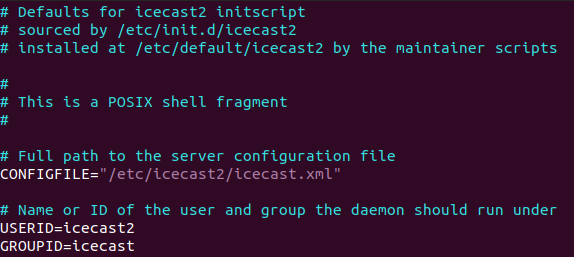 # Defaults for icecast2 initscript
# sourced by /etc/init.d/icecast2
# installed at /etc/default/icecast2 by the maintainer scripts
#
# This is a POSIX shell fragment
#
# Full path to the server configuration file
CONFIGFILE="/etc/icecast2/icecast.xml"
# Name or ID of the user and group the daemon should run under
USERID=icecast2
GROUPID=icecast